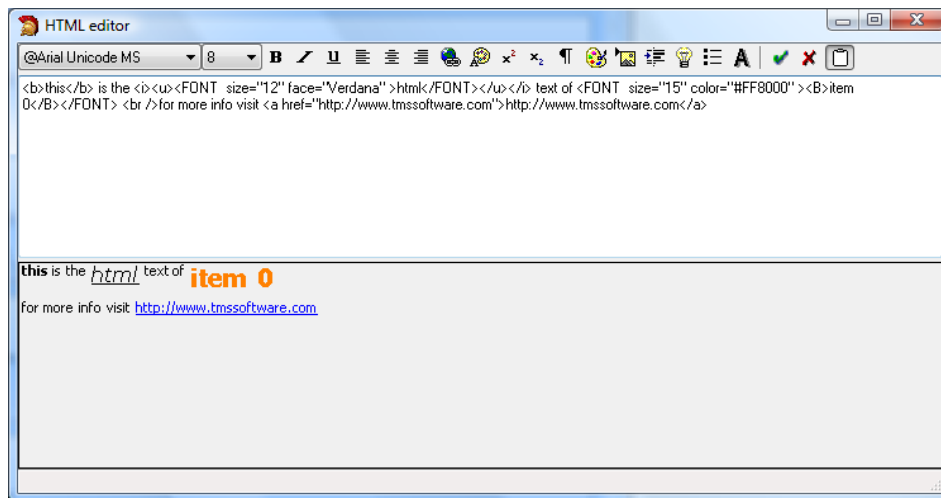 HTML editor
@Arial Unicode MS 8 B I U x² x₂ ¶ A
<b>this</b> is the <i><u><FONT  size="12" face="Verdana" >html</FONT></u></i> text of <FONT  size="15" color="#FF8000" ><B>item
0</B></FONT> <br />for more info visit <a href="http://www.tmssoftware.com">http://www.tmssoftware.com</a>
this is the html text of item 0
for more info visit http://www.tmssoftware.com